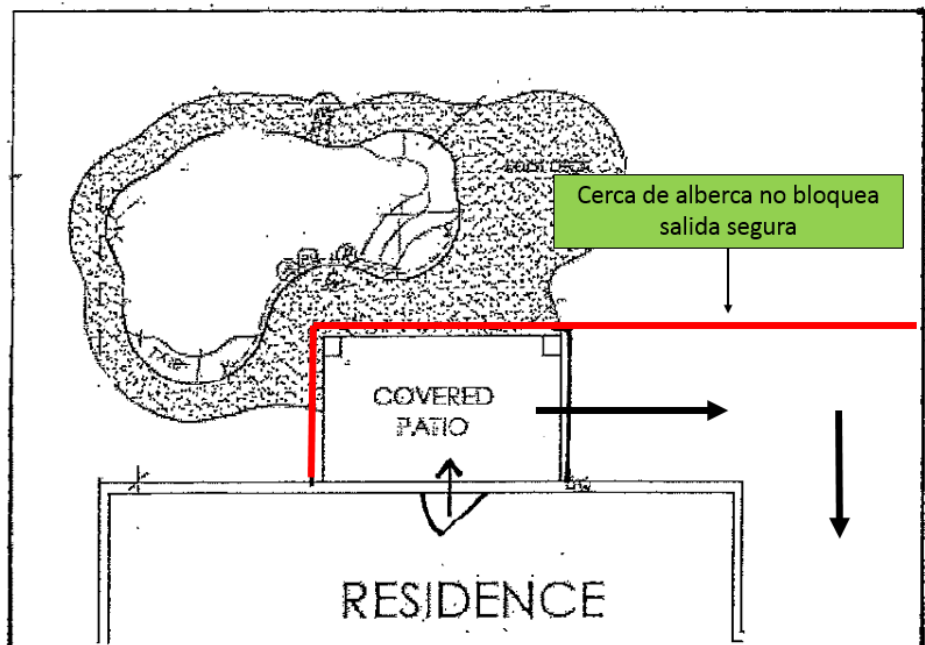 Cerca de alberca no bloquea
salida segura
COVERED
PATIO
RESIDENCE